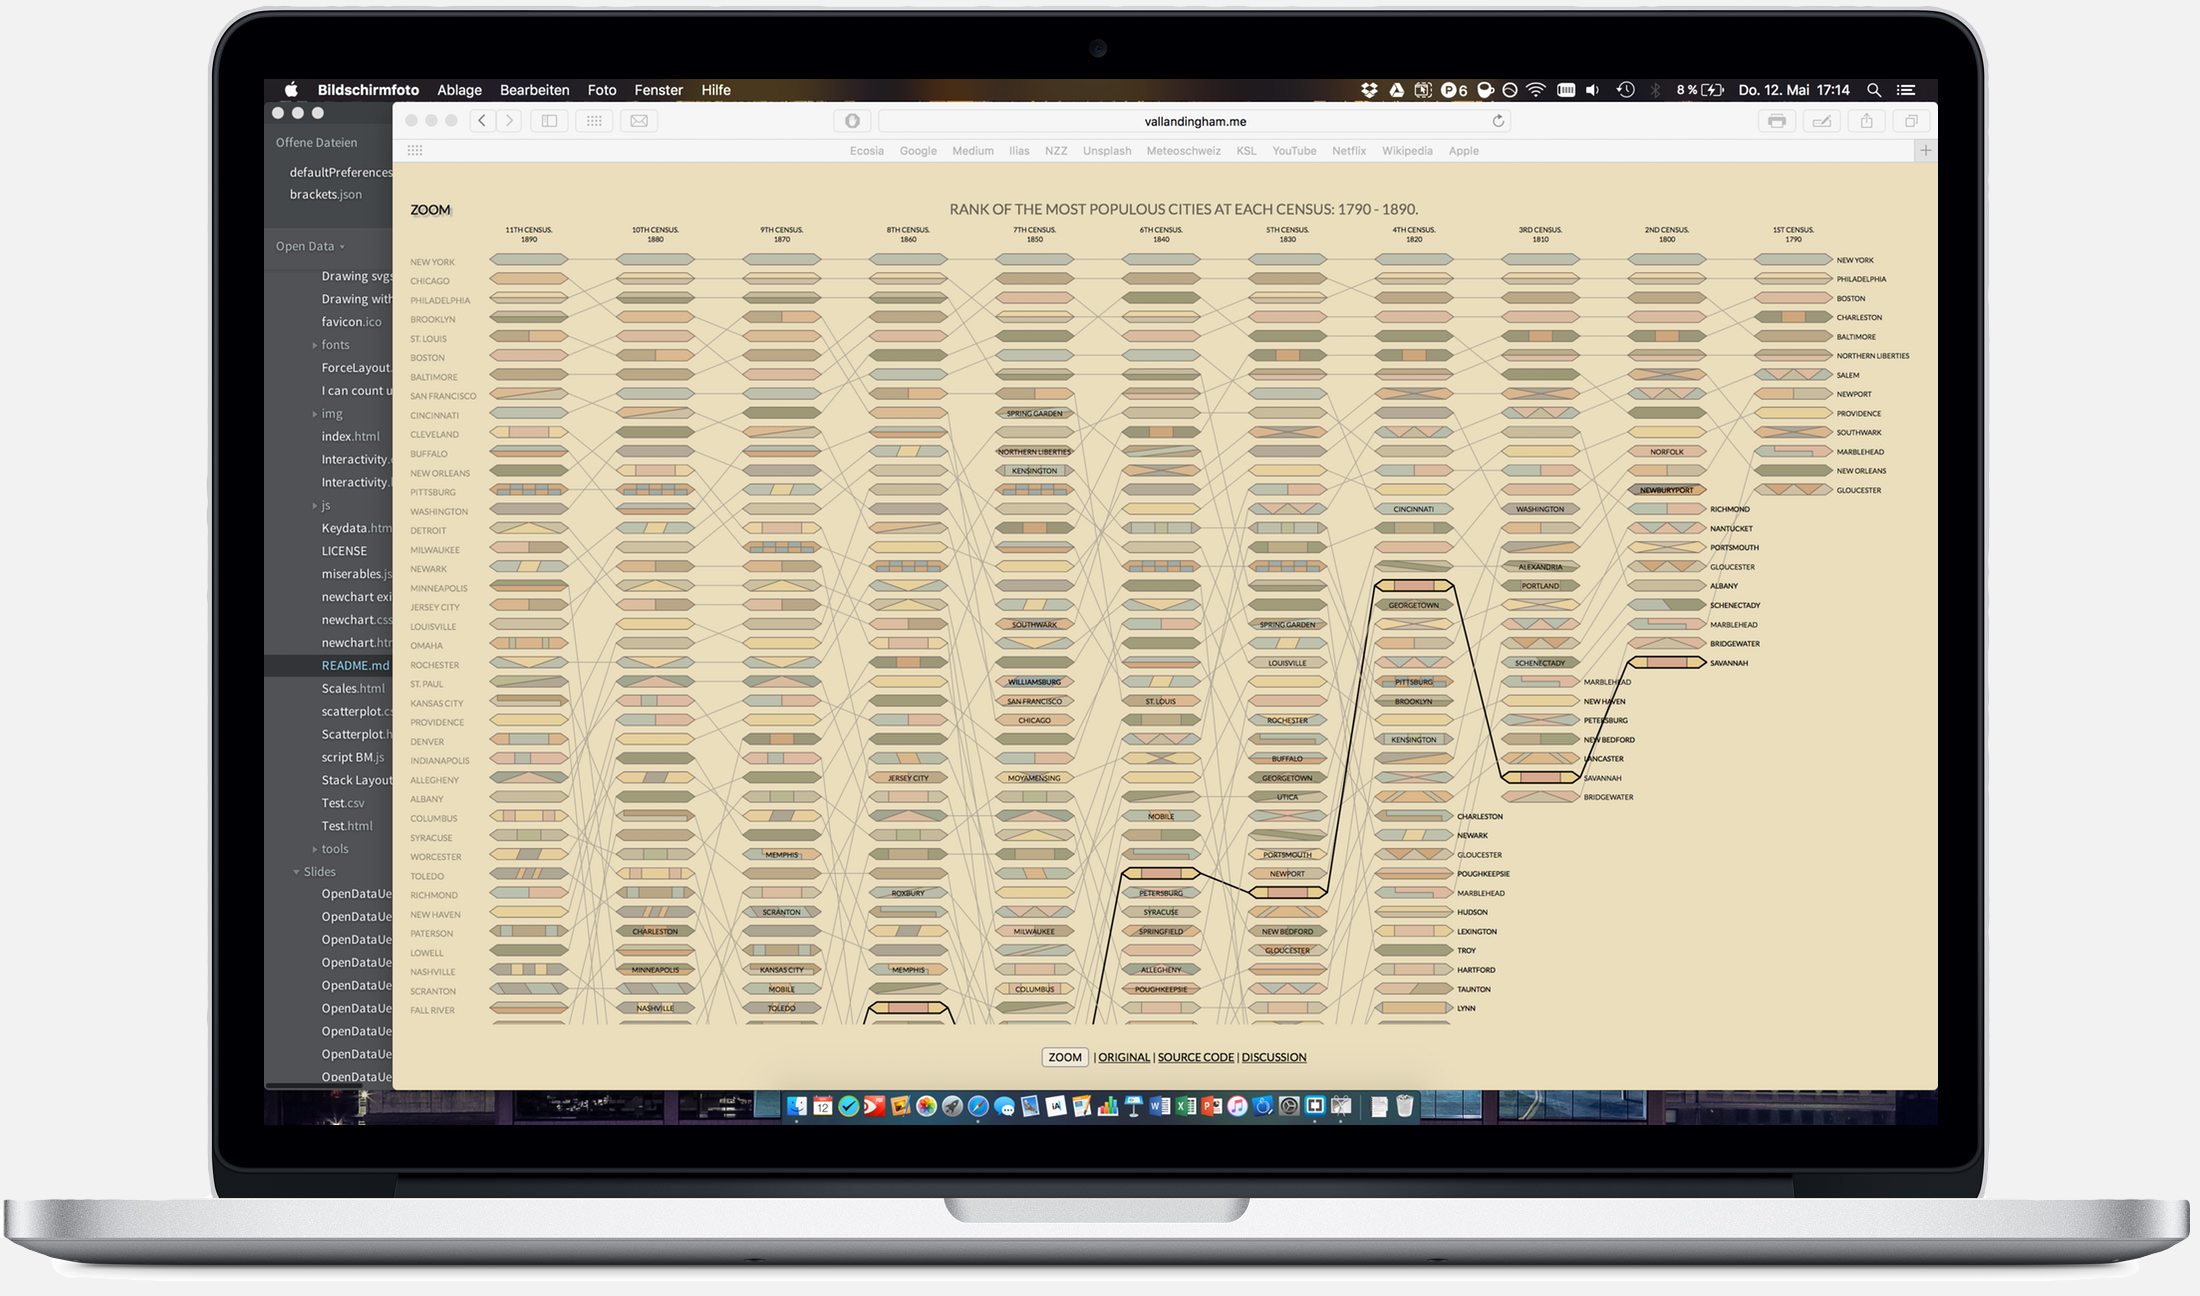 Bildschirmfoto Ablage Bearbeiten Foto Fenster Hilfe
6 8 % Do. 12. Mai 17:14
Offene Dateien
defaultPreferences
brackets.json
Open Data
Drawing svgs
Drawing with
favicon.ico
fonts
ForceLayout.
I can count u
img
index.html
Interactivity.
Interactivity.
js
Keydata.htm
LICENSE
miserables.js
newchart exi
newchart.css
newchart.htm
README.md
Scales.html
scatterplot.cs
Scatterplot.h
script BM.js
Stack Layout
Test.csv
Test.html
tools
Slides
OpenDataUe
OpenDataUe
OpenDataUe
OpenDataUe
OpenDataUe
OpenDataUe
OpenDataUe
OpenDataUe
OpenDataUe
vallandingham.me
Ecosia Google Medium Ilias NZZ Unsplash Meteoschweiz KSL YouTube Netflix Wikipedia Apple
ZOOM
RANK OF THE MOST POPULOUS CITIES AT EACH CENSUS: 1790 - 1890.
11TH CENSUS. 10TH CENSUS. 9TH CENSUS. 8TH CENSUS. 7TH CENSUS. 6TH CENSUS. 5TH CENSUS. 4TH CENSUS. 3RD CENSUS. 2ND CENSUS. 1ST CENSUS.
1890 1880 1870 1860 1850 1840 1830 1820 1810 1800 1790
NEW YORK NEW YORK
CHICAGO PHILADELPHIA
PHILADELPHIA BOSTON
BROOKLYN CHARLESTON
ST. LOUIS BALTIMORE
BOSTON NORTHERN LIBERTIES
BALTIMORE SALEM
SAN FRANCISCO NEWPORT
CINCINNATI SPRING GARDEN PROVIDENCE
CLEVELAND SOUTHWARK
BUFFALO NORTHERN LIBERTIES NORFOLK MARBLEHEAD
NEW ORLEANS KENSINGTON NEW ORLEANS
PITTSBURG NEWBURYPORT GLOUCESTER
WASHINGTON CINCINNATI WASHINGTON RICHMOND
DETROIT NANTUCKET
MILWAUKEE PORTSMOUTH
NEWARK ALEXANDRIA GLOUCESTER
MINNEAPOLIS PORTLAND ALBANY
JERSEY CITY GEORGETOWN SCHENECTADY
LOUISVILLE SOUTHWARK SPRING GARDEN MARBLEHEAD
OMAHA BRIDGEWATER
ROCHESTER LOUISVILLE SCHENECTADY SAVANNAH
ST. PAUL WILLIAMSBURG PITTSBURG MARBLEHEAD
KANSAS CITY SAN FRANCISCO ST. LOUIS BROOKLYN NEW HAVEN
PROVIDENCE CHICAGO ROCHESTER PETERSBURG
DENVER KENSINGTON NEW BEDFORD
INDIANAPOLIS BUFFALO LANCASTER
ALLEGHENY JERSEY CITY MOYAMENSING GEORGETOWN SAVANNAH
ALBANY UTICA BRIDGEWATER
COLUMBUS MOBILE CHARLESTON
SYRACUSE NEWARK
WORCESTER MEMPHIS PORTSMOUTH GLOUCESTER
TOLEDO NEWPORT POUGHKEEPSIE
RICHMOND ROXBURY PETERSBURG MARBLEHEAD
NEW HAVEN SCRANTON SYRACUSE HUDSON
PATERSON CHARLESTON MILWAUKEE SPRINGFIELD NEW BEDFORD LEXINGTON
LOWELL GLOUCESTER TROY
NASHVILLE MINNEAPOLIS KANSAS CITY MEMPHIS ALLEGHENY HARTFORD
SCRANTON MOBILE COLUMBUS POUGHKEEPSIE TAUNTON
FALL RIVER NASHVILLE TOLEDO LYNN
ZOOM | ORIGINAL | SOURCE CODE | DISCUSSION
12
iA